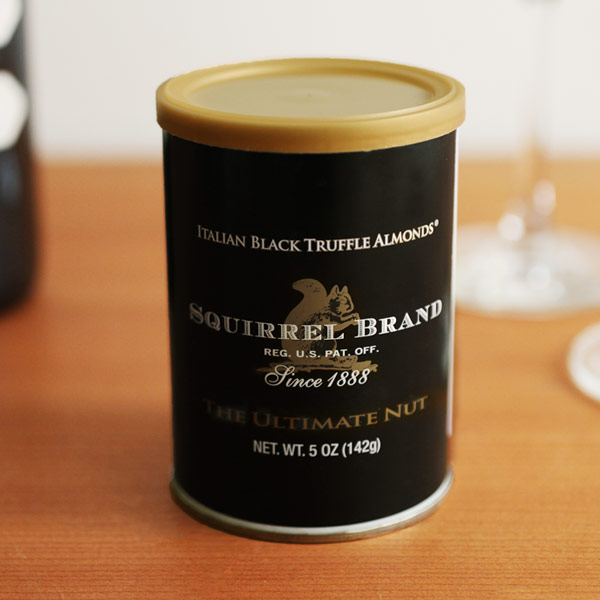 ITALIAN BLACK TRUFFLE ALMONDS®
SQUIRREL BRAND
REG. U.S. PAT. OFF.
Since 1888
THE ULTIMATE NUT
NET. WT. 5 OZ (142g)